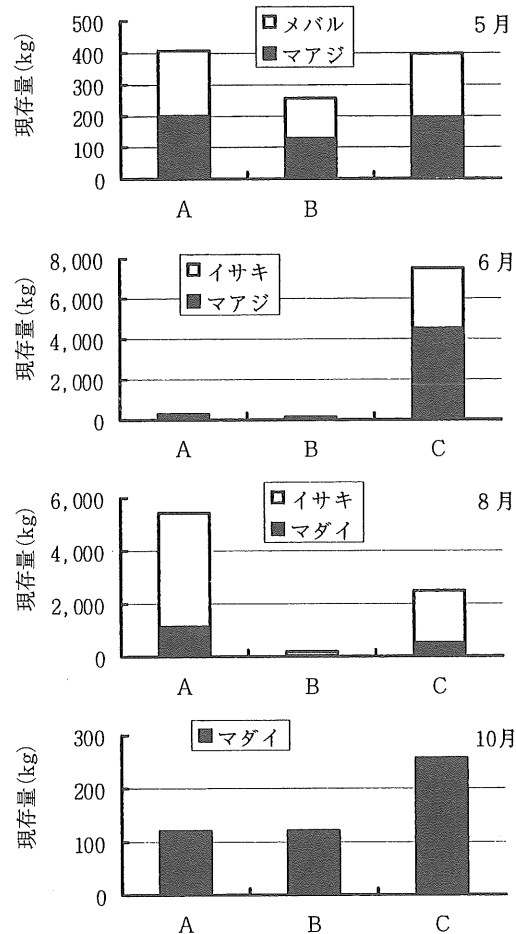 現存量(kg)
500
400
300
200
100
0
メバル
マアジ
5月
A
B
現存量(kg)
8,000
6,000
4,000
2,000
0
イサキ
マアジ
6月
A
B
C
現存量(kg)
6,000
4,000
2,000
0
イサキ
マダイ
8月
A
B
C
現存量(kg)
300
200
100
0
マダイ
10月
A
B
C